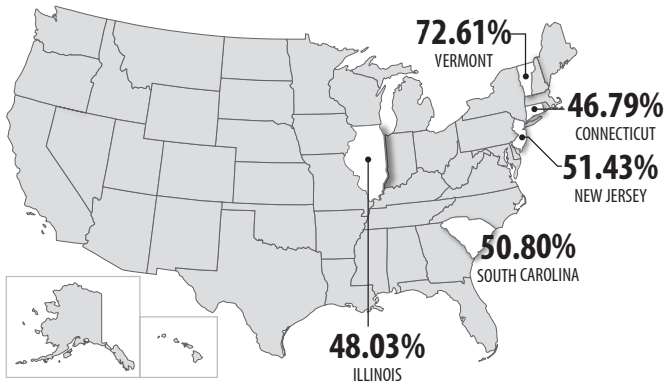 72.61%
VERMONT
46.79%
CONNECTICUT
51.43%
NEW JERSEY
50.80%
SOUTH CAROLINA
48.03%
ILLINOIS